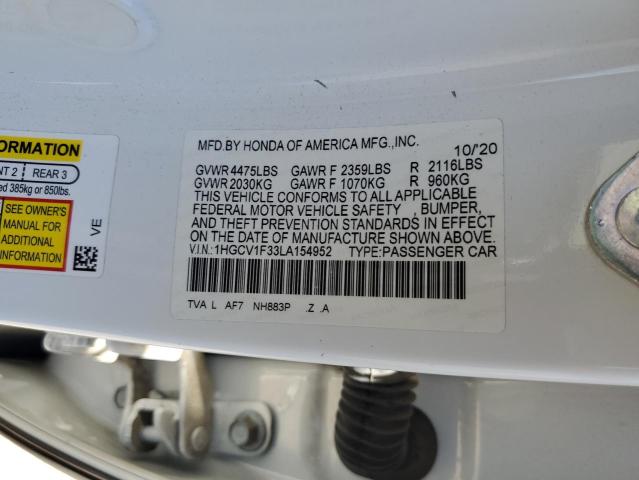 ORMATION
NT 2 REAR 3
ed 385kg or 850lbs.
SEE OWNER'S
MANUAL FOR
ADDITIONAL
INFORMATION
VE
MFD.BY HONDA OF AMERICA MFG.,INC.
10/'20
GVWR 4475LBS GAWR F 2359LBS R 2116LBS
GVWR 2030KG GAWR F 1070KG R 960KG
THIS VEHICLE CONFORMS TO ALL APPLICABLE
FEDERAL MOTOR VEHICLE SAFETY , BUMPER,
AND THEFT PREVENTION STANDARDS IN EFFECT
ON THE DATE OF MANUFACTURE SHOWN ABOVE
V.I.N.:1HGCV1F33LA154952 TYPE:PASSENGER CAR
TVA L AF7 NH883P .Z .A